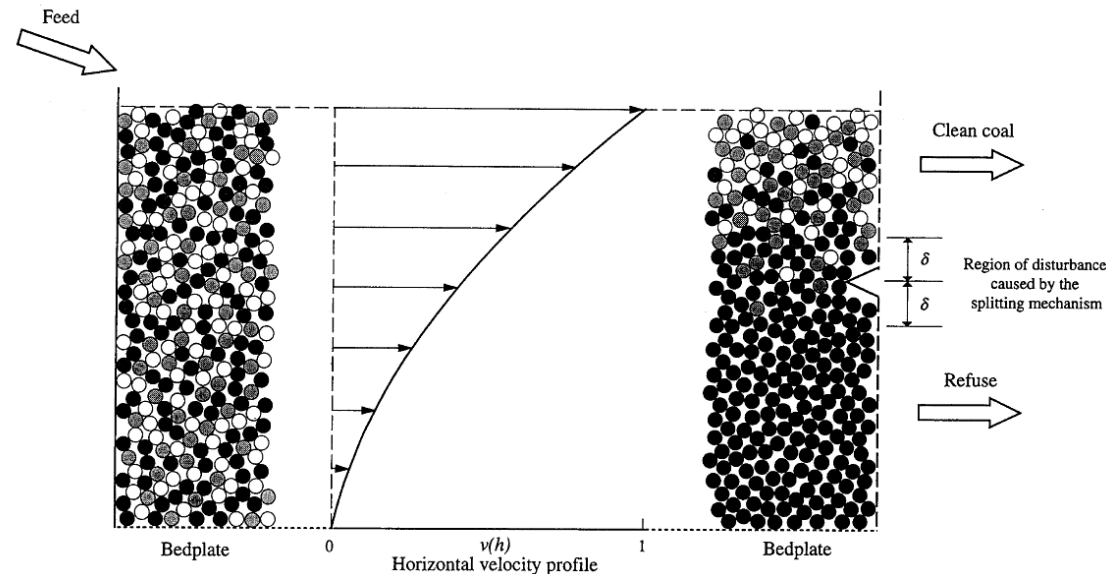 Feed
Clean coal
δ
Region of disturbance
caused by the
splitting mechanism
δ
Refuse
Bedplate
0
v(h)
1
Bedplate
Horizontal velocity profile